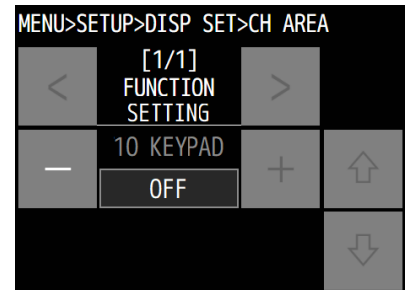 MENU>SETUP>DISP SET>CH AREA
[1/1]
< FUNCTION >
SETTING
10 KEYPAD
− OFF +